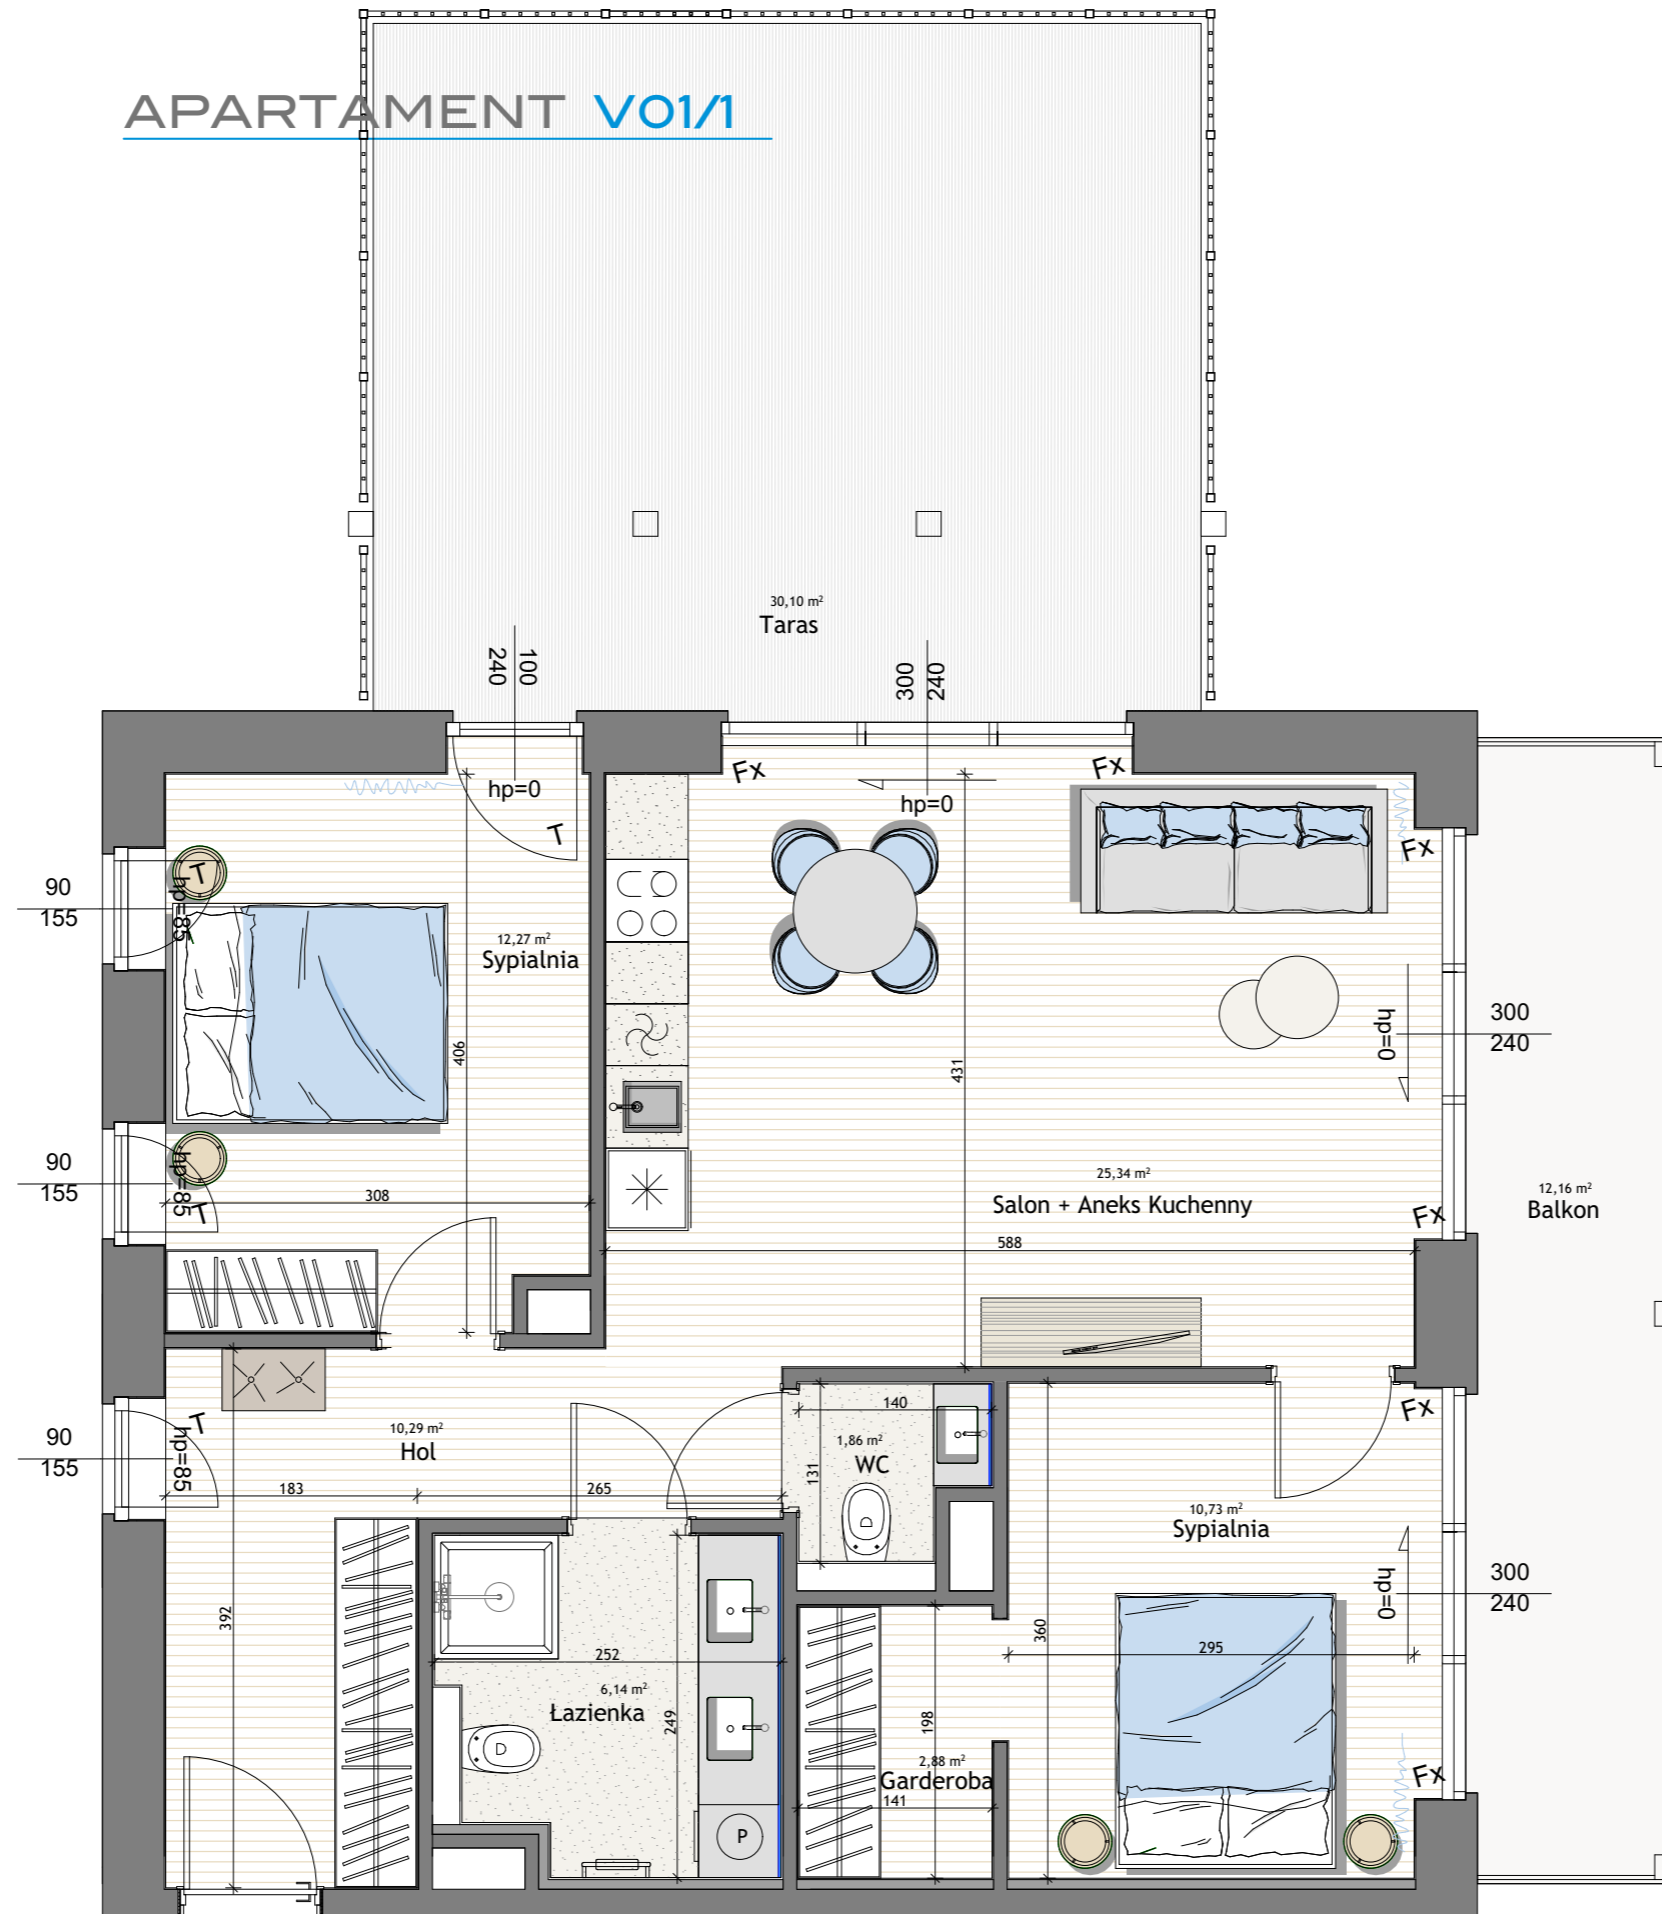 APARTAMENT V01/1
30,10 m²
Taras
240
100
300
240
hp=0
T
Fx
hp=0
Fx
90
155
T
hp=85
12,27 m²
Sypialnia
406
308
90
155
hp=85
T
431
Fx
hp=0
300
240
25,34 m²
Salon + Aneks Kuchenny
588
Fx
12,16 m²
Balkon
90
155
T
hp=85
10,29 m²
Hol
183
265
392
140
1,86 m²
WC
131
D
Fx
10,73 m²
Sypialnia
hp=0
300
240
360
295
252
6,14 m²
Łazienka
249
D
P
198
2,88 m²
Garderoba
141
Fx